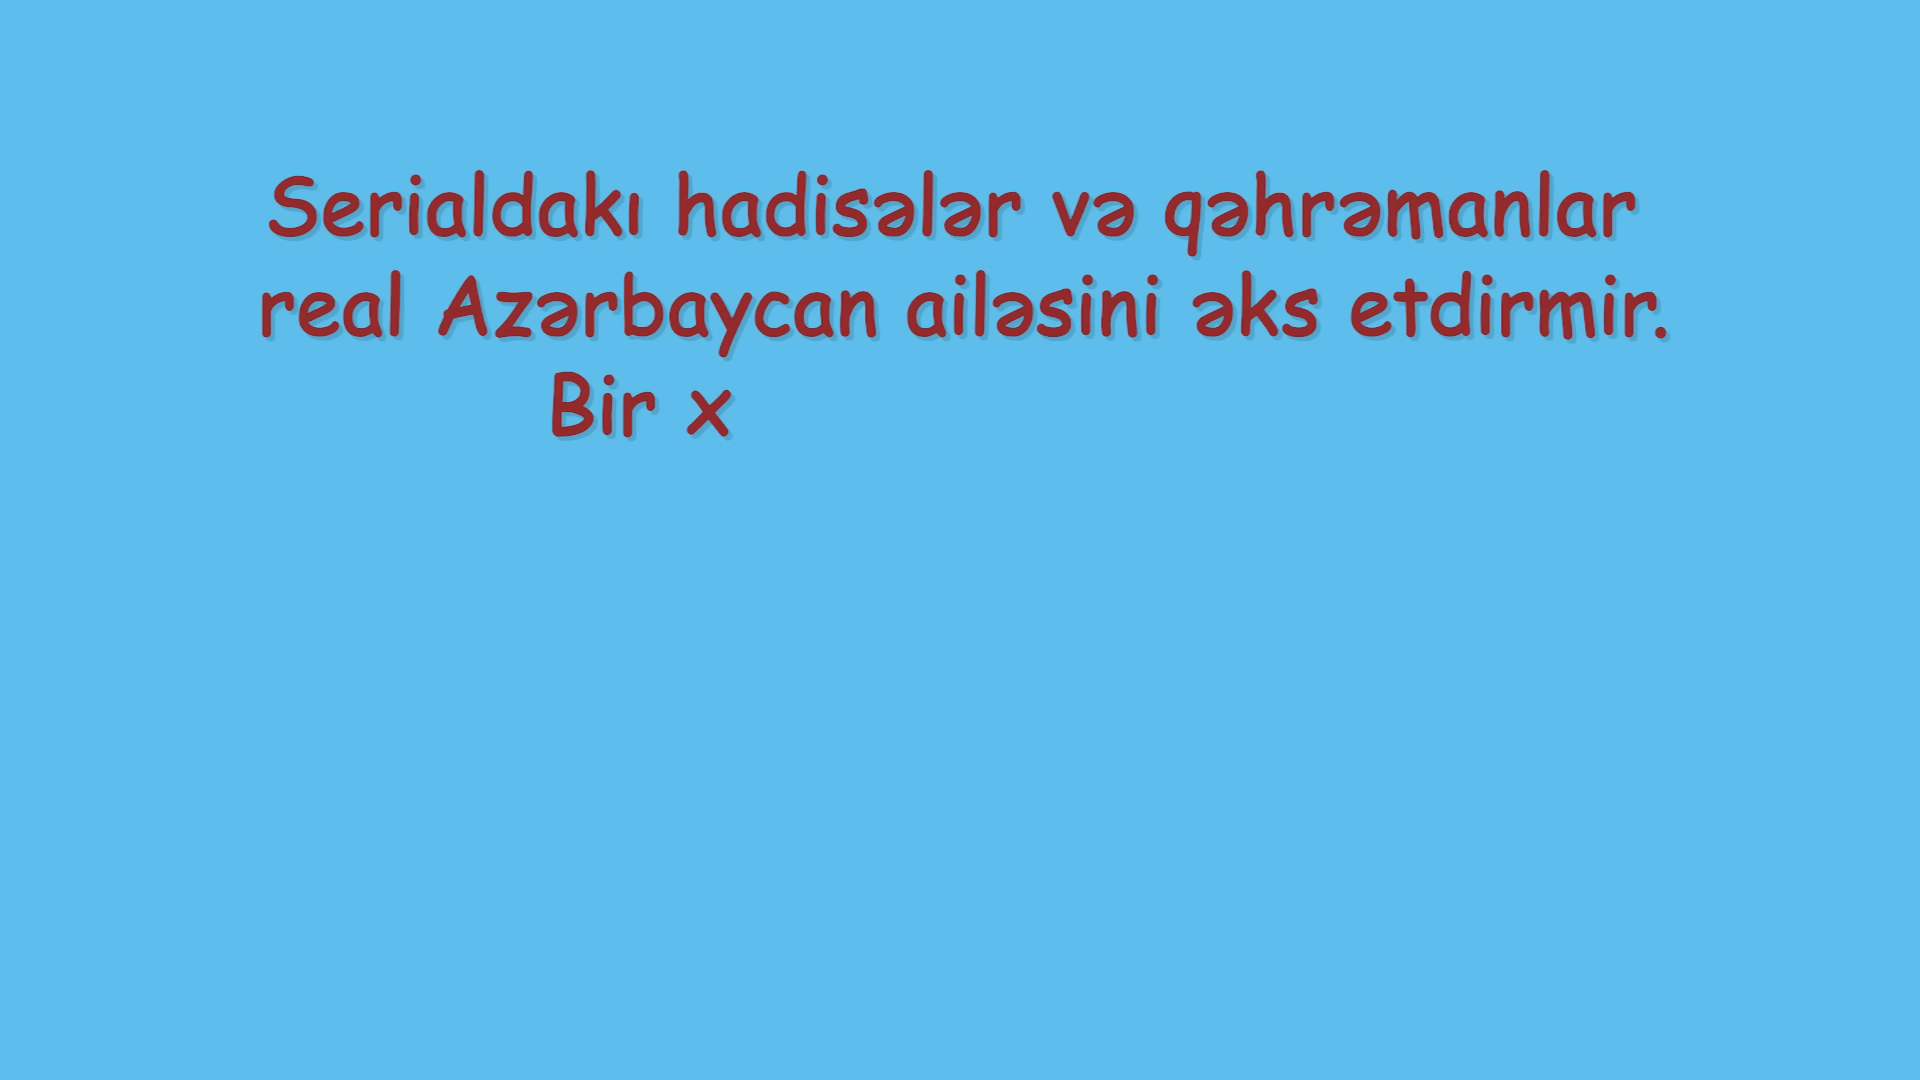 Serialdakı hadisələr və qəhrəmanlar
real Azərbaycan ailəsini əks etdirmir.
Bir x